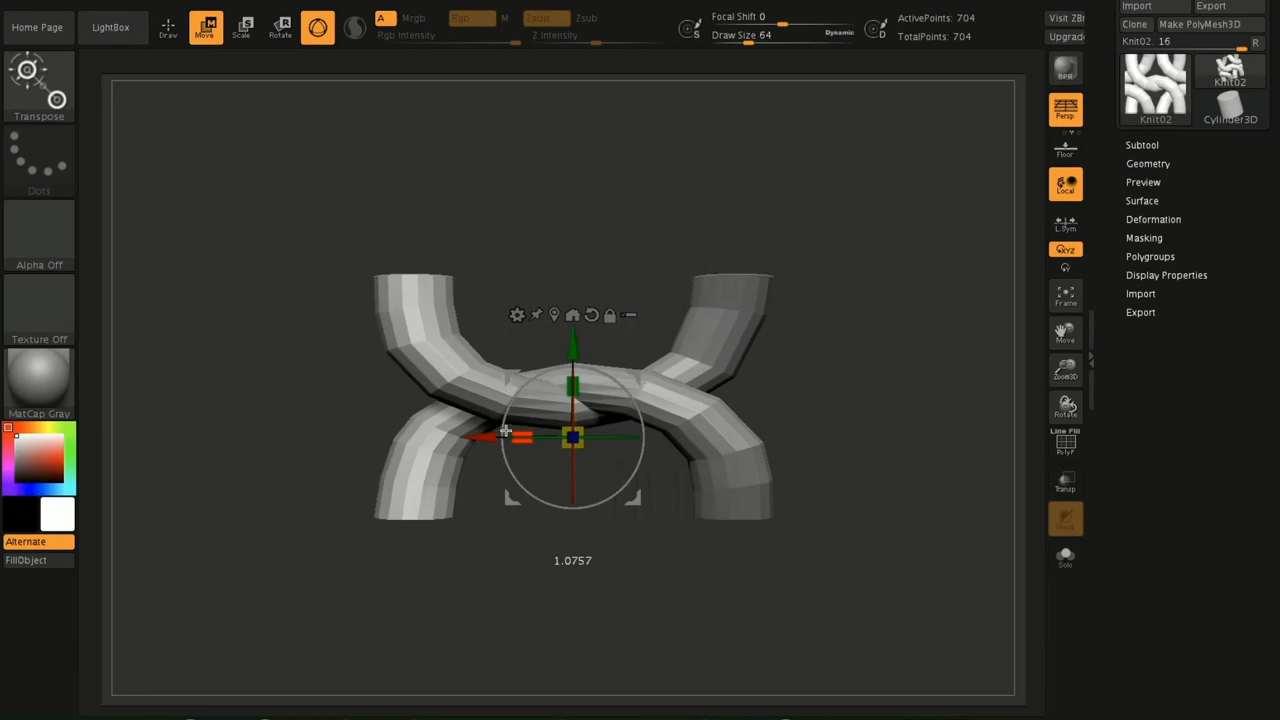 Home Page
LightBox
Draw
Move
Scale
Rotate
A
Mrgb
Rgb
M
Zadd
Zsub
Rgb Intensity
Z Intensity
Focal Shift 0
Draw Size 64
Dynamic
ActivePoints: 704
TotalPoints: 704
Visit ZBr
Upgrade
Import
Export
Clone
Make PolyMesh3D
Knit02. 16
R
Knit02
Knit02
Cylinder3D
Transpose
Dots
Alpha Off
Texture Off
MatCap Gray
Alternate
FillObject
BPR
Persp
Floor
Local
L.Sym
XYZ
Frame
Move
Zoom3D
Rotate
Line Fill
PolyF
Transp
Ghost
Solo
Subtool
Geometry
Preview
Surface
Deformation
Masking
Polygroups
Display Properties
Import
Export
1.0757